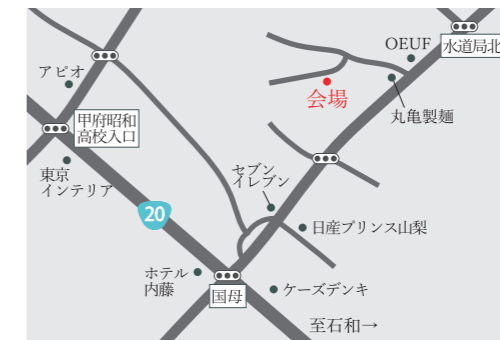 OEUF
水道局北
アピオ
会場
丸亀製麺
甲府昭和
高校入口
東京
インテリア
セブン
イレブン
20
日産プリンス山梨
ホテル
内藤
国母
ケーズデンキ
至石和→